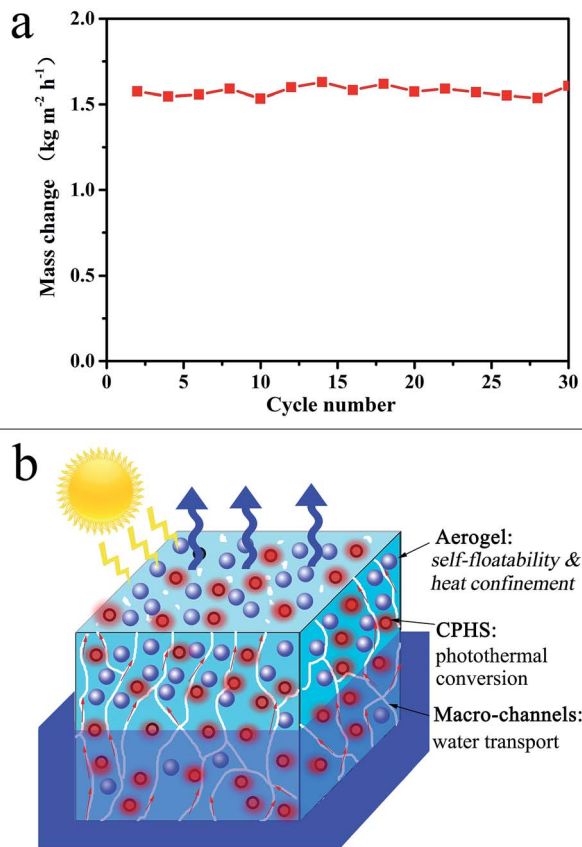 a
2.0
1.5
1.0
0.5
0.0
Mass change (kg m⁻² h⁻¹)
0 5 10 15 20 25 30
Cycle number
b
Aerogel:
self-floatability &
heat confinement
CPHS:
photothermal
conversion
Macro-channels:
water transport